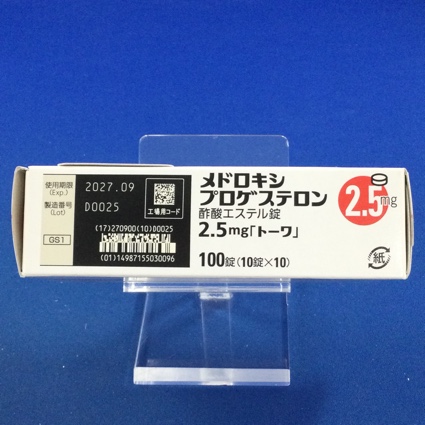 使用期限
(Exp.)
2027.09
製造番号
(Lot)
D0025
工場用コード
GS1
(17)270900(10)D0025
(01)14987155030096
メドロキシ
プロゲステロン
酢酸エステル錠
2.5mg「トーワ」
100錠(10錠×10)
2.5mg
紙